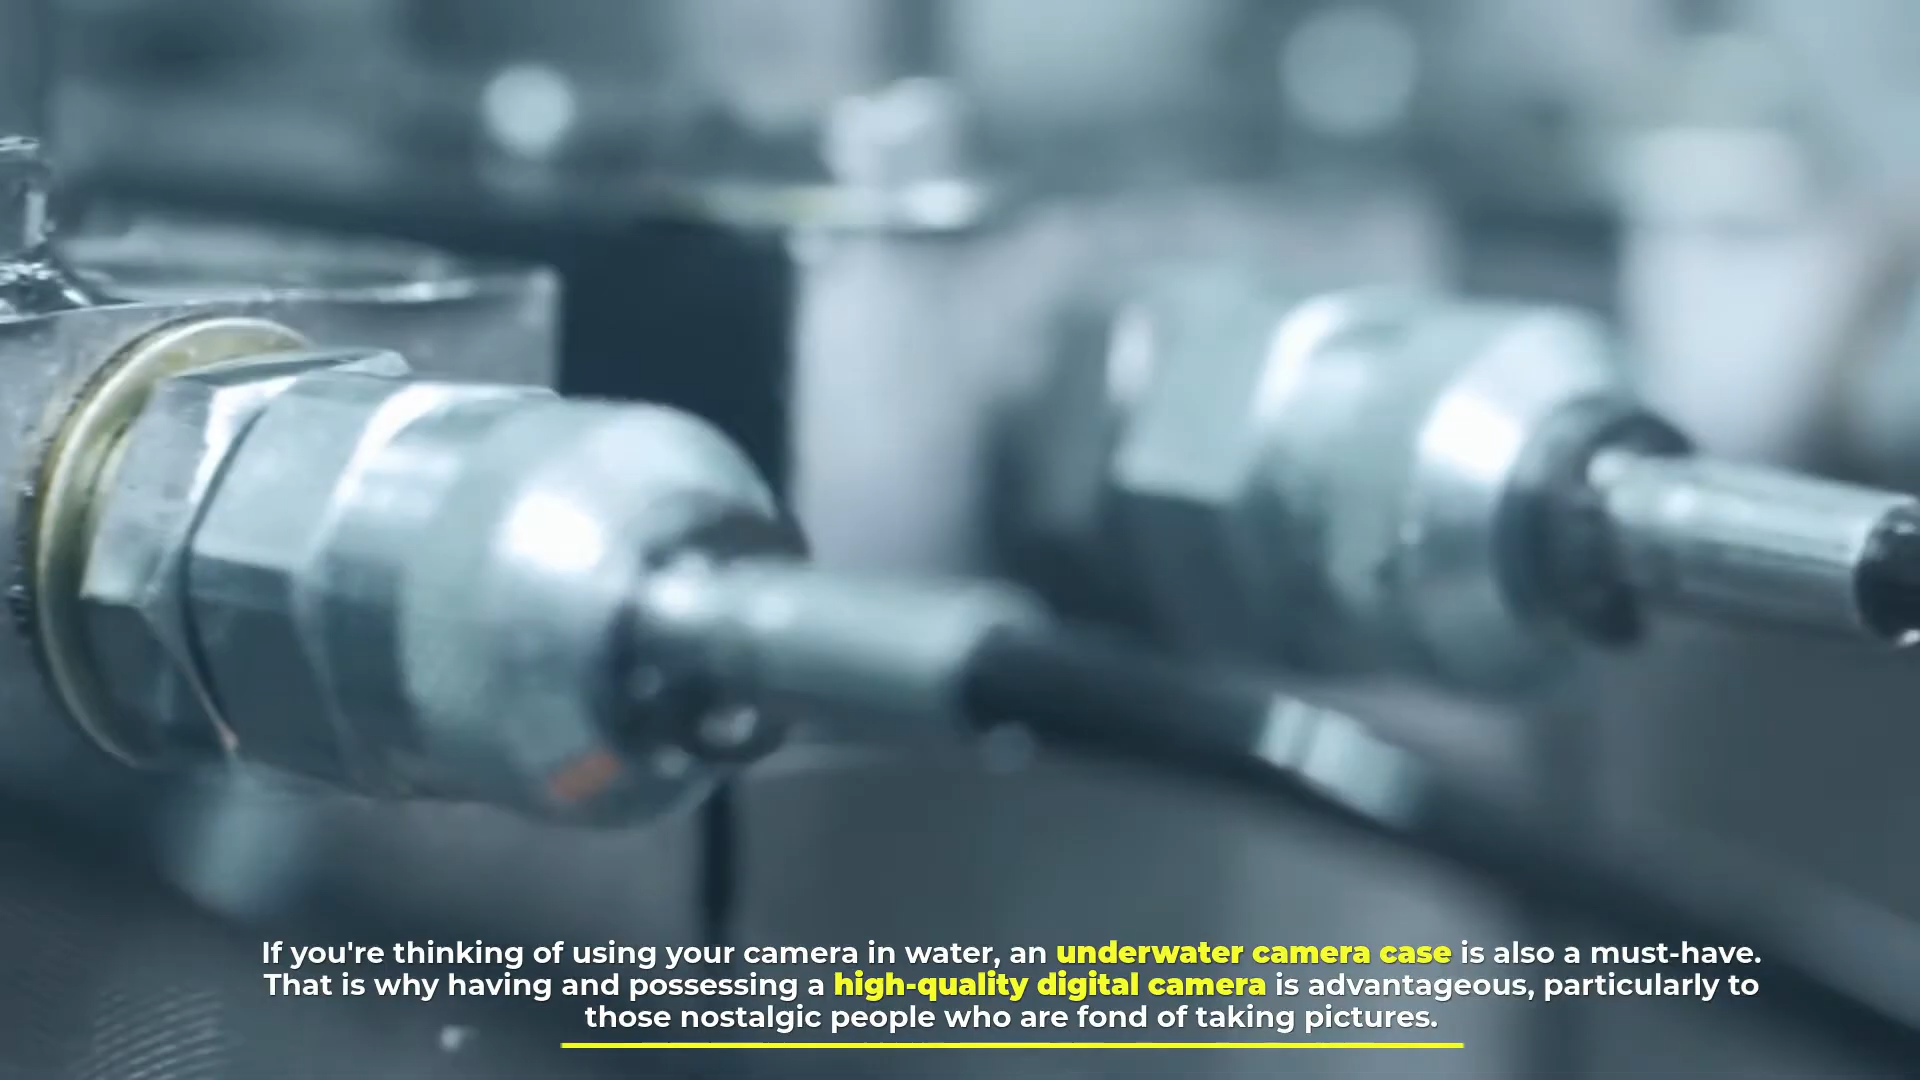 If you're thinking of using your camera in water, an underwater camera case is also a must-have.
That is why having and possessing a high-quality digital camera is advantageous, particularly to
those nostalgic people who are fond of taking pictures.